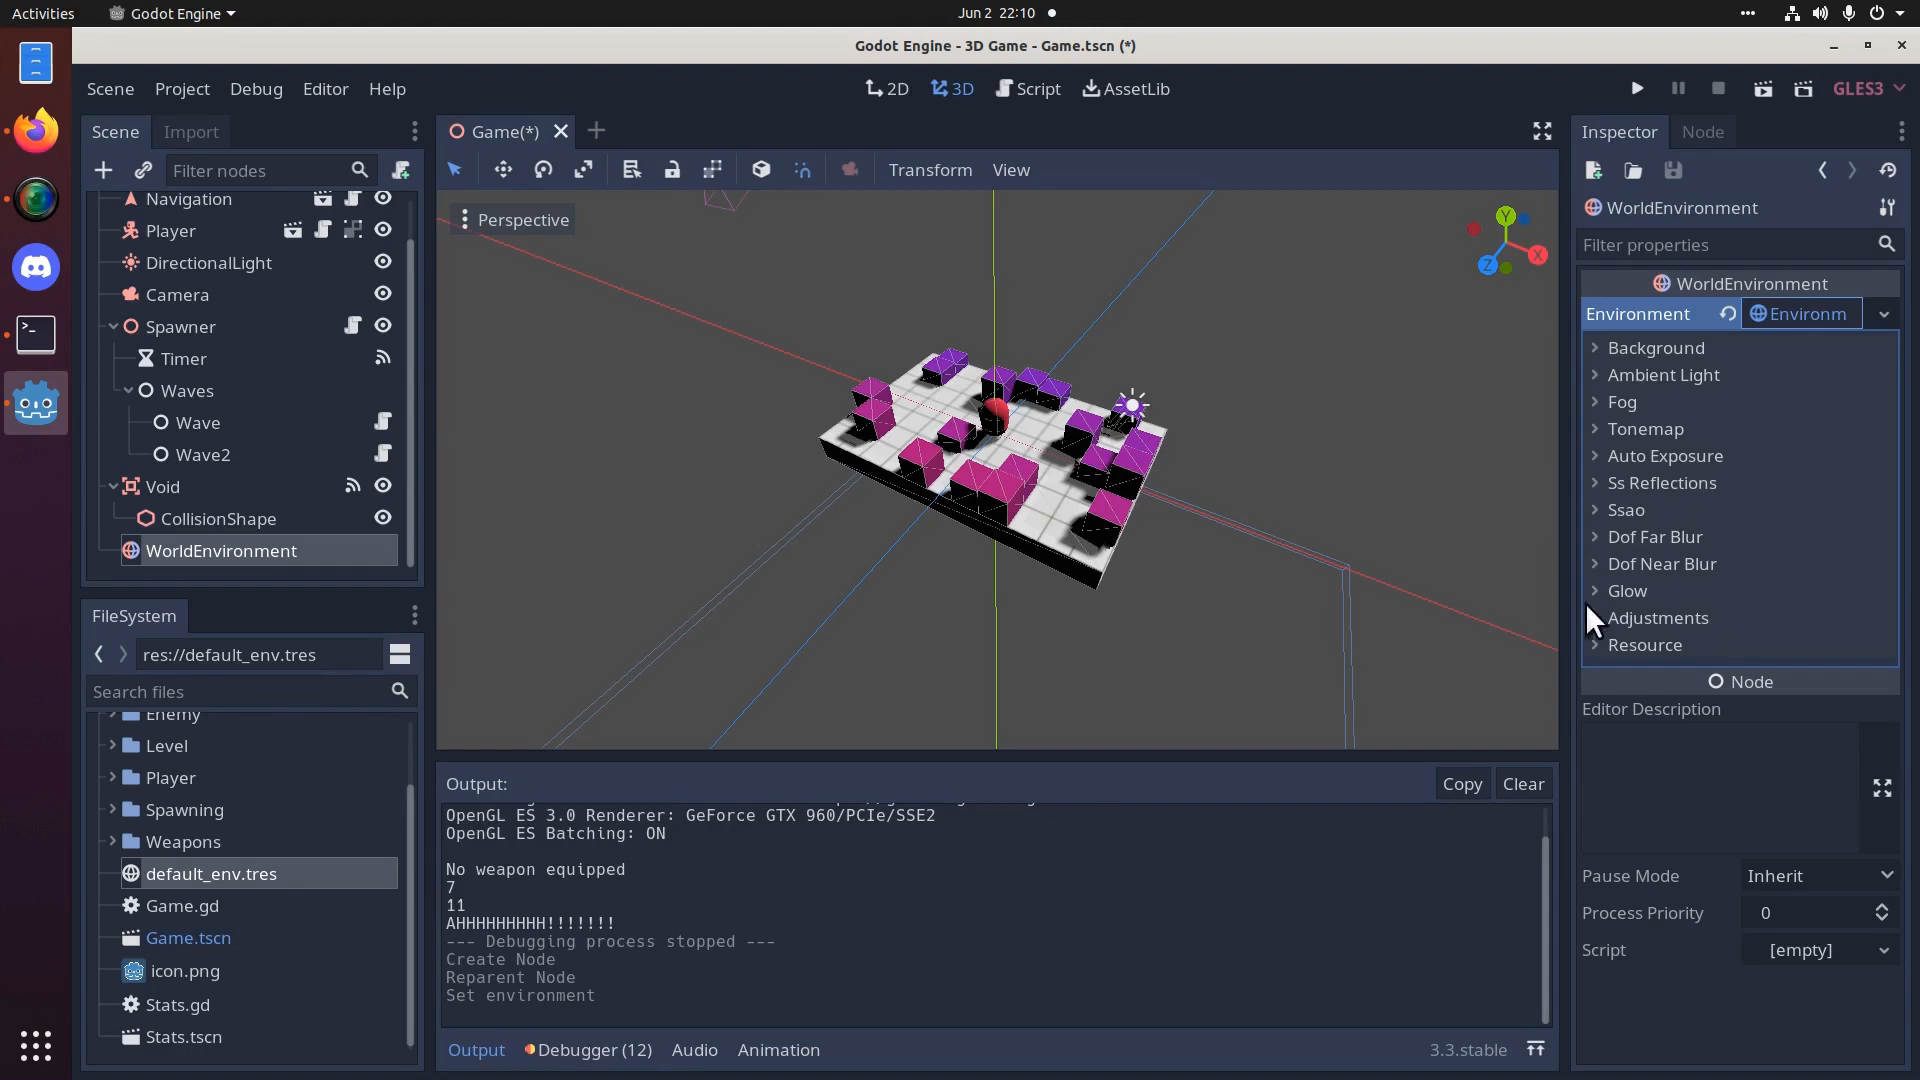 Activities
Godot Engine
Jun 2 22:10
Godot Engine - 3D Game - Game.tscn (*)
Scene
Project
Debug
Editor
Help
2D
3D
Script
AssetLib
GLES3
Scene
Import
Filter nodes
Navigation
Player
DirectionalLight
Camera
Spawner
Timer
Waves
Wave
Wave2
Void
CollisionShape
WorldEnvironment
FileSystem
res://default_env.tres
Search files
Enemy
Level
Player
Spawning
Weapons
default_env.tres
Game.gd
Game.tscn
icon.png
Stats.gd
Stats.tscn
Game(*)
Transform
View
Perspective
Y
X
Z
Output:
Copy
Clear
OpenGL ES 3.0 Renderer: GeForce GTX 960/PCIe/SSE2
OpenGL ES Batching: ON
No weapon equipped
7
11
AHHHHHHHHH!!!!!!!
--- Debugging process stopped ---
Create Node
Reparent Node
Set environment
Output
Debugger (12)
Audio
Animation
3.3.stable
Inspector
Node
WorldEnvironment
Filter properties
WorldEnvironment
Environment
Environm
Background
Ambient Light
Fog
Tonemap
Auto Exposure
Ss Reflections
Ssao
Dof Far Blur
Dof Near Blur
Glow
Adjustments
Resource
Node
Editor Description
Pause Mode
Inherit
Process Priority
0
Script
[empty]